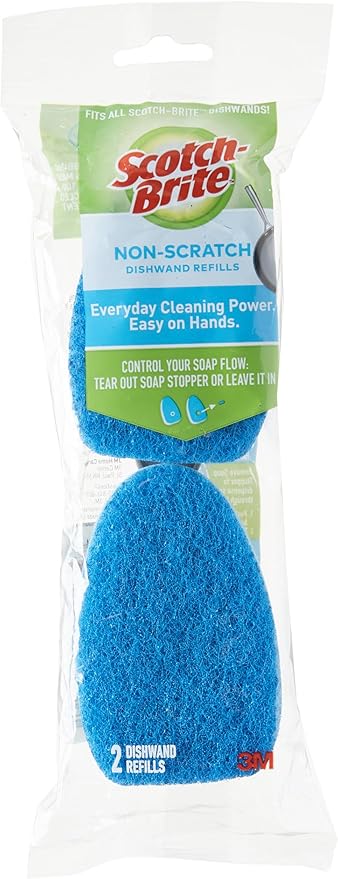 FITS ALL SCOTCH-BRITE™ DISHWANDS!
Scotch-
Brite
NON-SCRATCH
DISHWAND REFILLS
Everyday Cleaning Power.
Easy on Hands.
CONTROL YOUR SOAP FLOW:
TEAR OUT SOAP STOPPER OR LEAVE IT IN
2 DISHWAND
REFILLS
3M